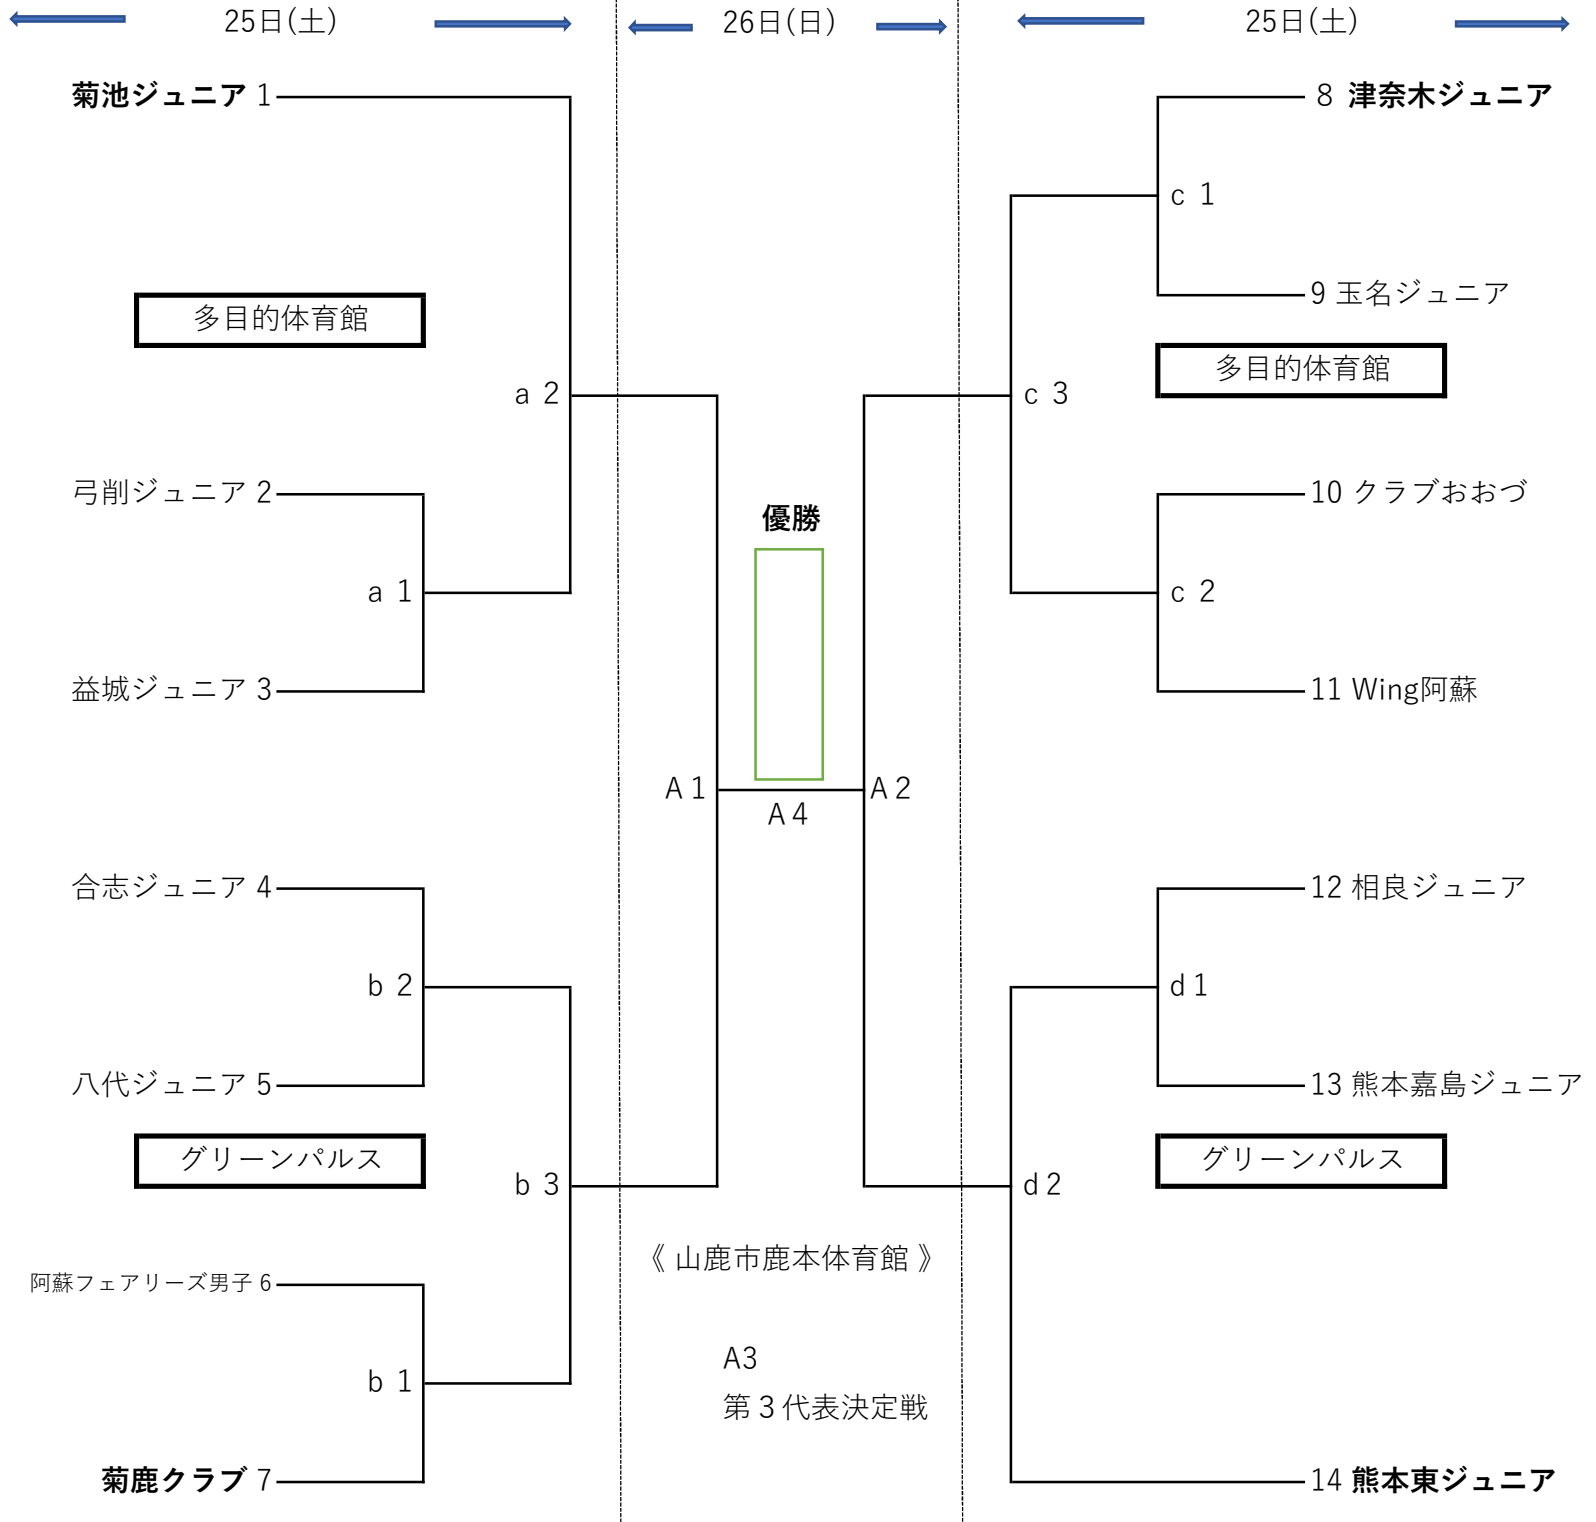 25日(土)
26日(日)
25日(土)
菊池ジュニア 1
8 津奈木ジュニア
c 1
9 玉名ジュニア
多目的体育館
多目的体育館
a 2
c 3
弓削ジュニア 2
10 クラブおおづ
優勝
a 1
c 2
益城ジュニア 3
11 Wing阿蘇
A 1
A 2
A 4
合志ジュニア 4
12 相良ジュニア
b 2
d 1
八代ジュニア 5
13 熊本嘉島ジュニア
グリーンパルス
グリーンパルス
b 3
d 2
《 山鹿市鹿本体育館 》
阿蘇フェアリーズ男子 6
A3
b 1
第３代表決定戦
菊鹿クラブ 7
14 熊本東ジュニア